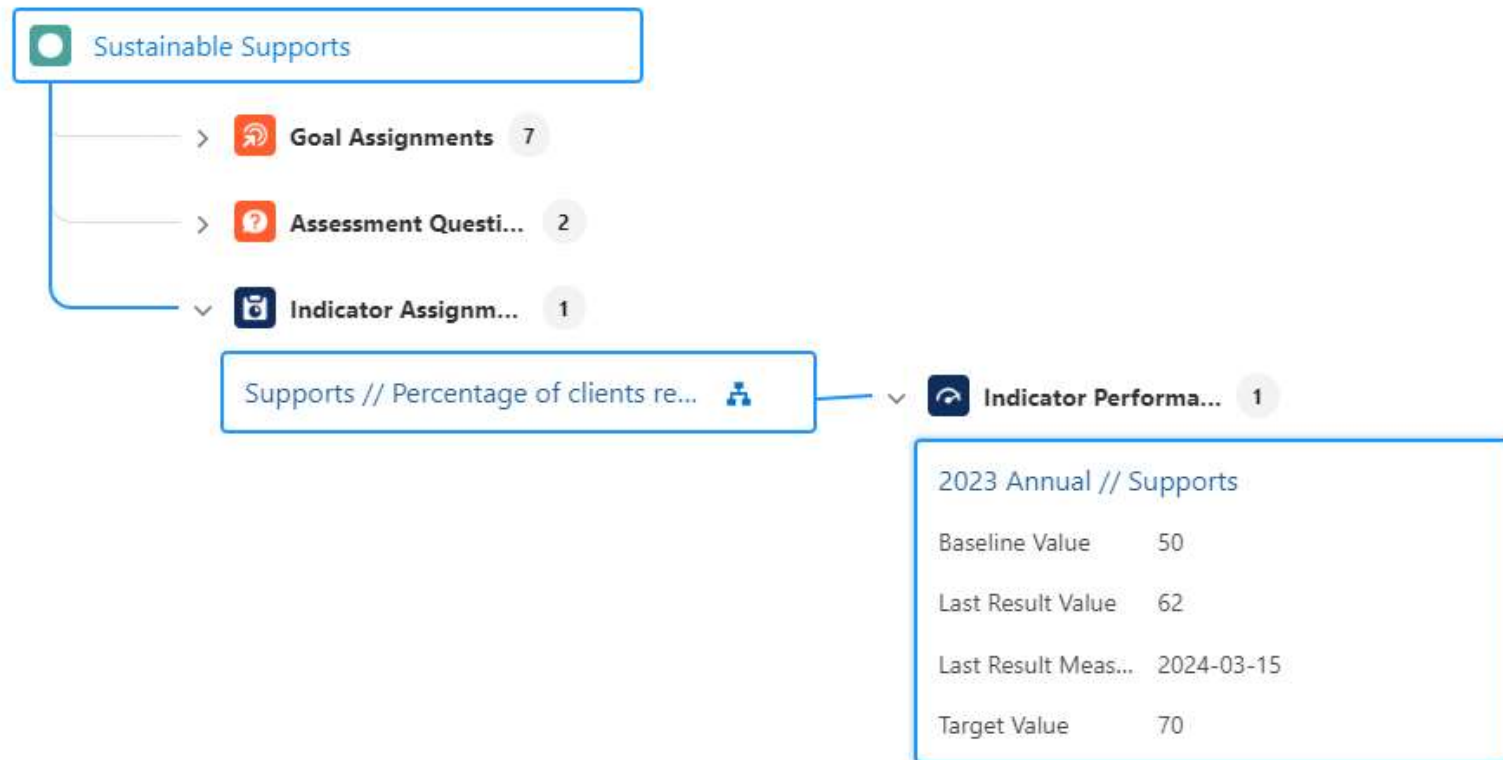 Sustainable Supports
Goal Assignments 7
Assessment Questi... 2
Indicator Assignm... 1
Supports // Percentage of clients re...
Indicator Performa... 1
2023 Annual // Supports
Baseline Value 50
Last Result Value 62
Last Result Meas... 2024-03-15
Target Value 70